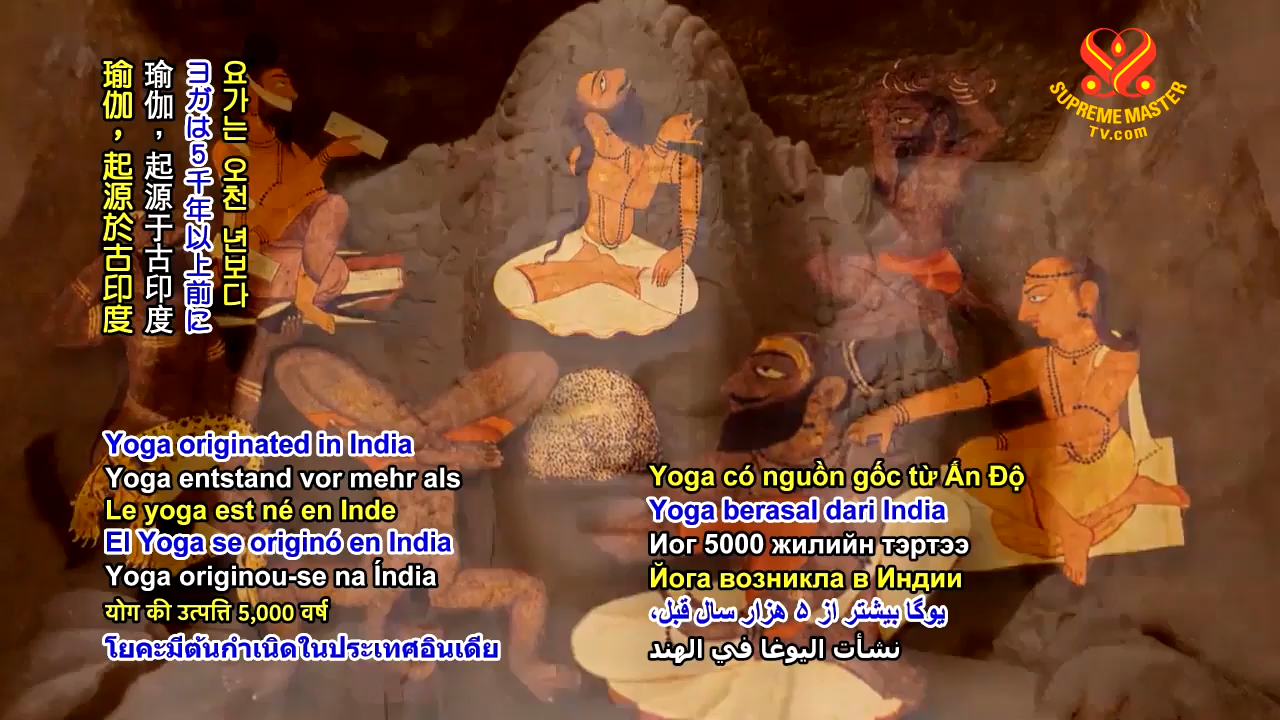 瑜伽，起源於古印度
瑜伽，起源于古印度
ヨガは5千年以上前に
요가는 오천 년보다
SUPREME MASTER
TV.com
Yoga originated in India
Yoga entstand vor mehr als
Le yoga est né en Inde
El Yoga se originó en India
Yoga originou-se na Índia
योग की उत्पत्ति 5,000 वर्ष
โยคะมีต้นกำเนิดในประเทศอินเดีย
Yoga có nguồn gốc từ Ấn Độ
Yoga berasal dari India
Иог 5000 жилийн тэртээ
Йога возникла в Индии
یوگا بیشتر از ۵ هزار سال قبل،
نشأت اليوغا في الهند